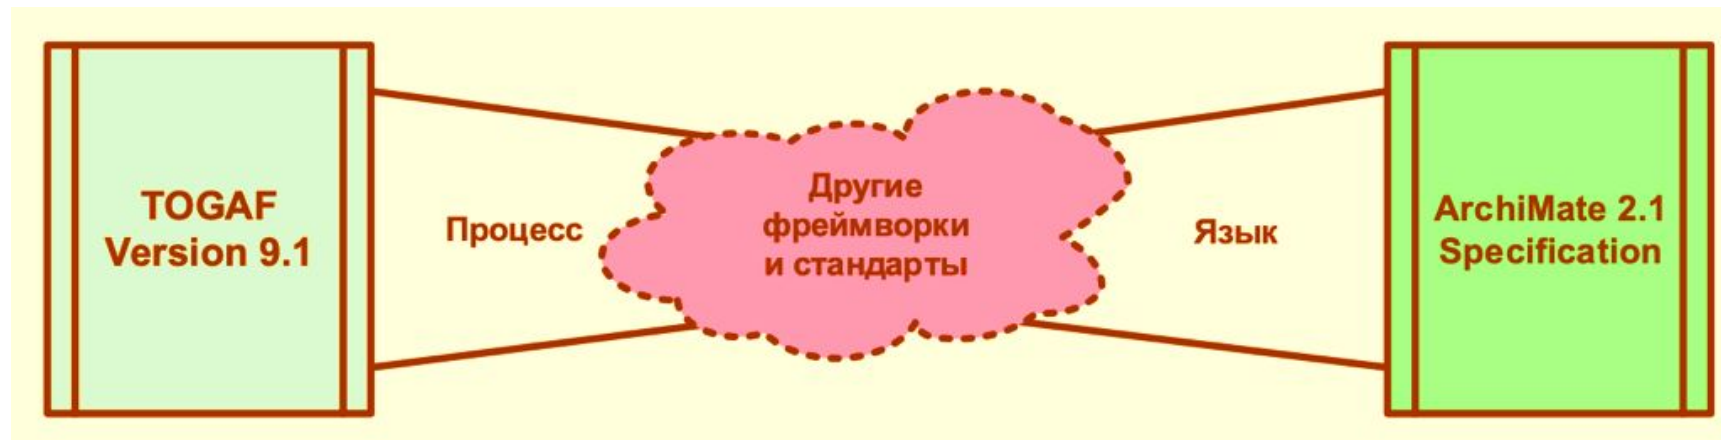 TOGAF
Version 9.1
Процесс
Другие
фреймворки
и стандарты
Язык
ArchiMate 2.1
Specification